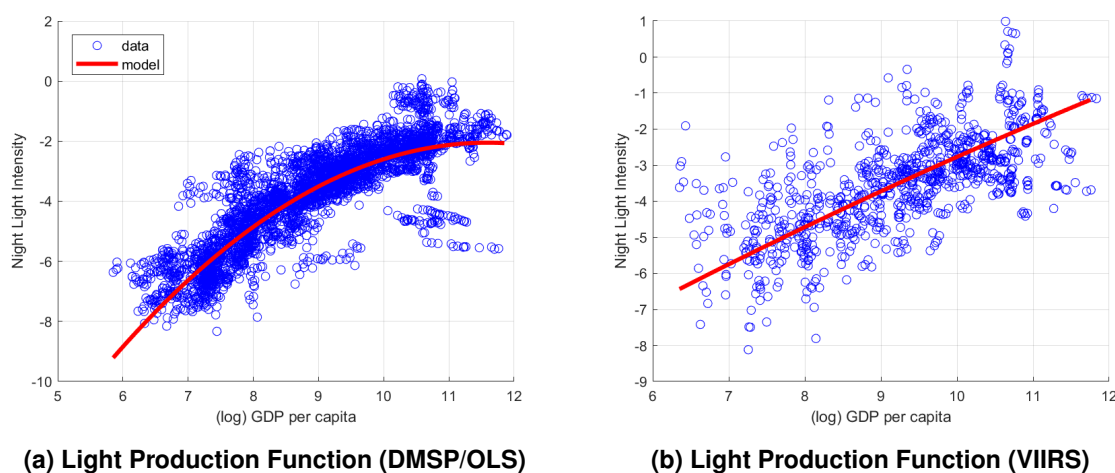 2
0
-2
-4
-6
-8
-10
Night Light Intensity
data
model
5 6 7 8 9 10 11 12
(log) GDP per capita
(a) Light Production Function (DMSP/OLS)
1
0
-1
-2
-3
-4
-5
-6
-7
-8
-9
Night Light Intensity
6 7 8 9 10 11 12
(log) GDP per capita
(b) Light Production Function (VIIRS)